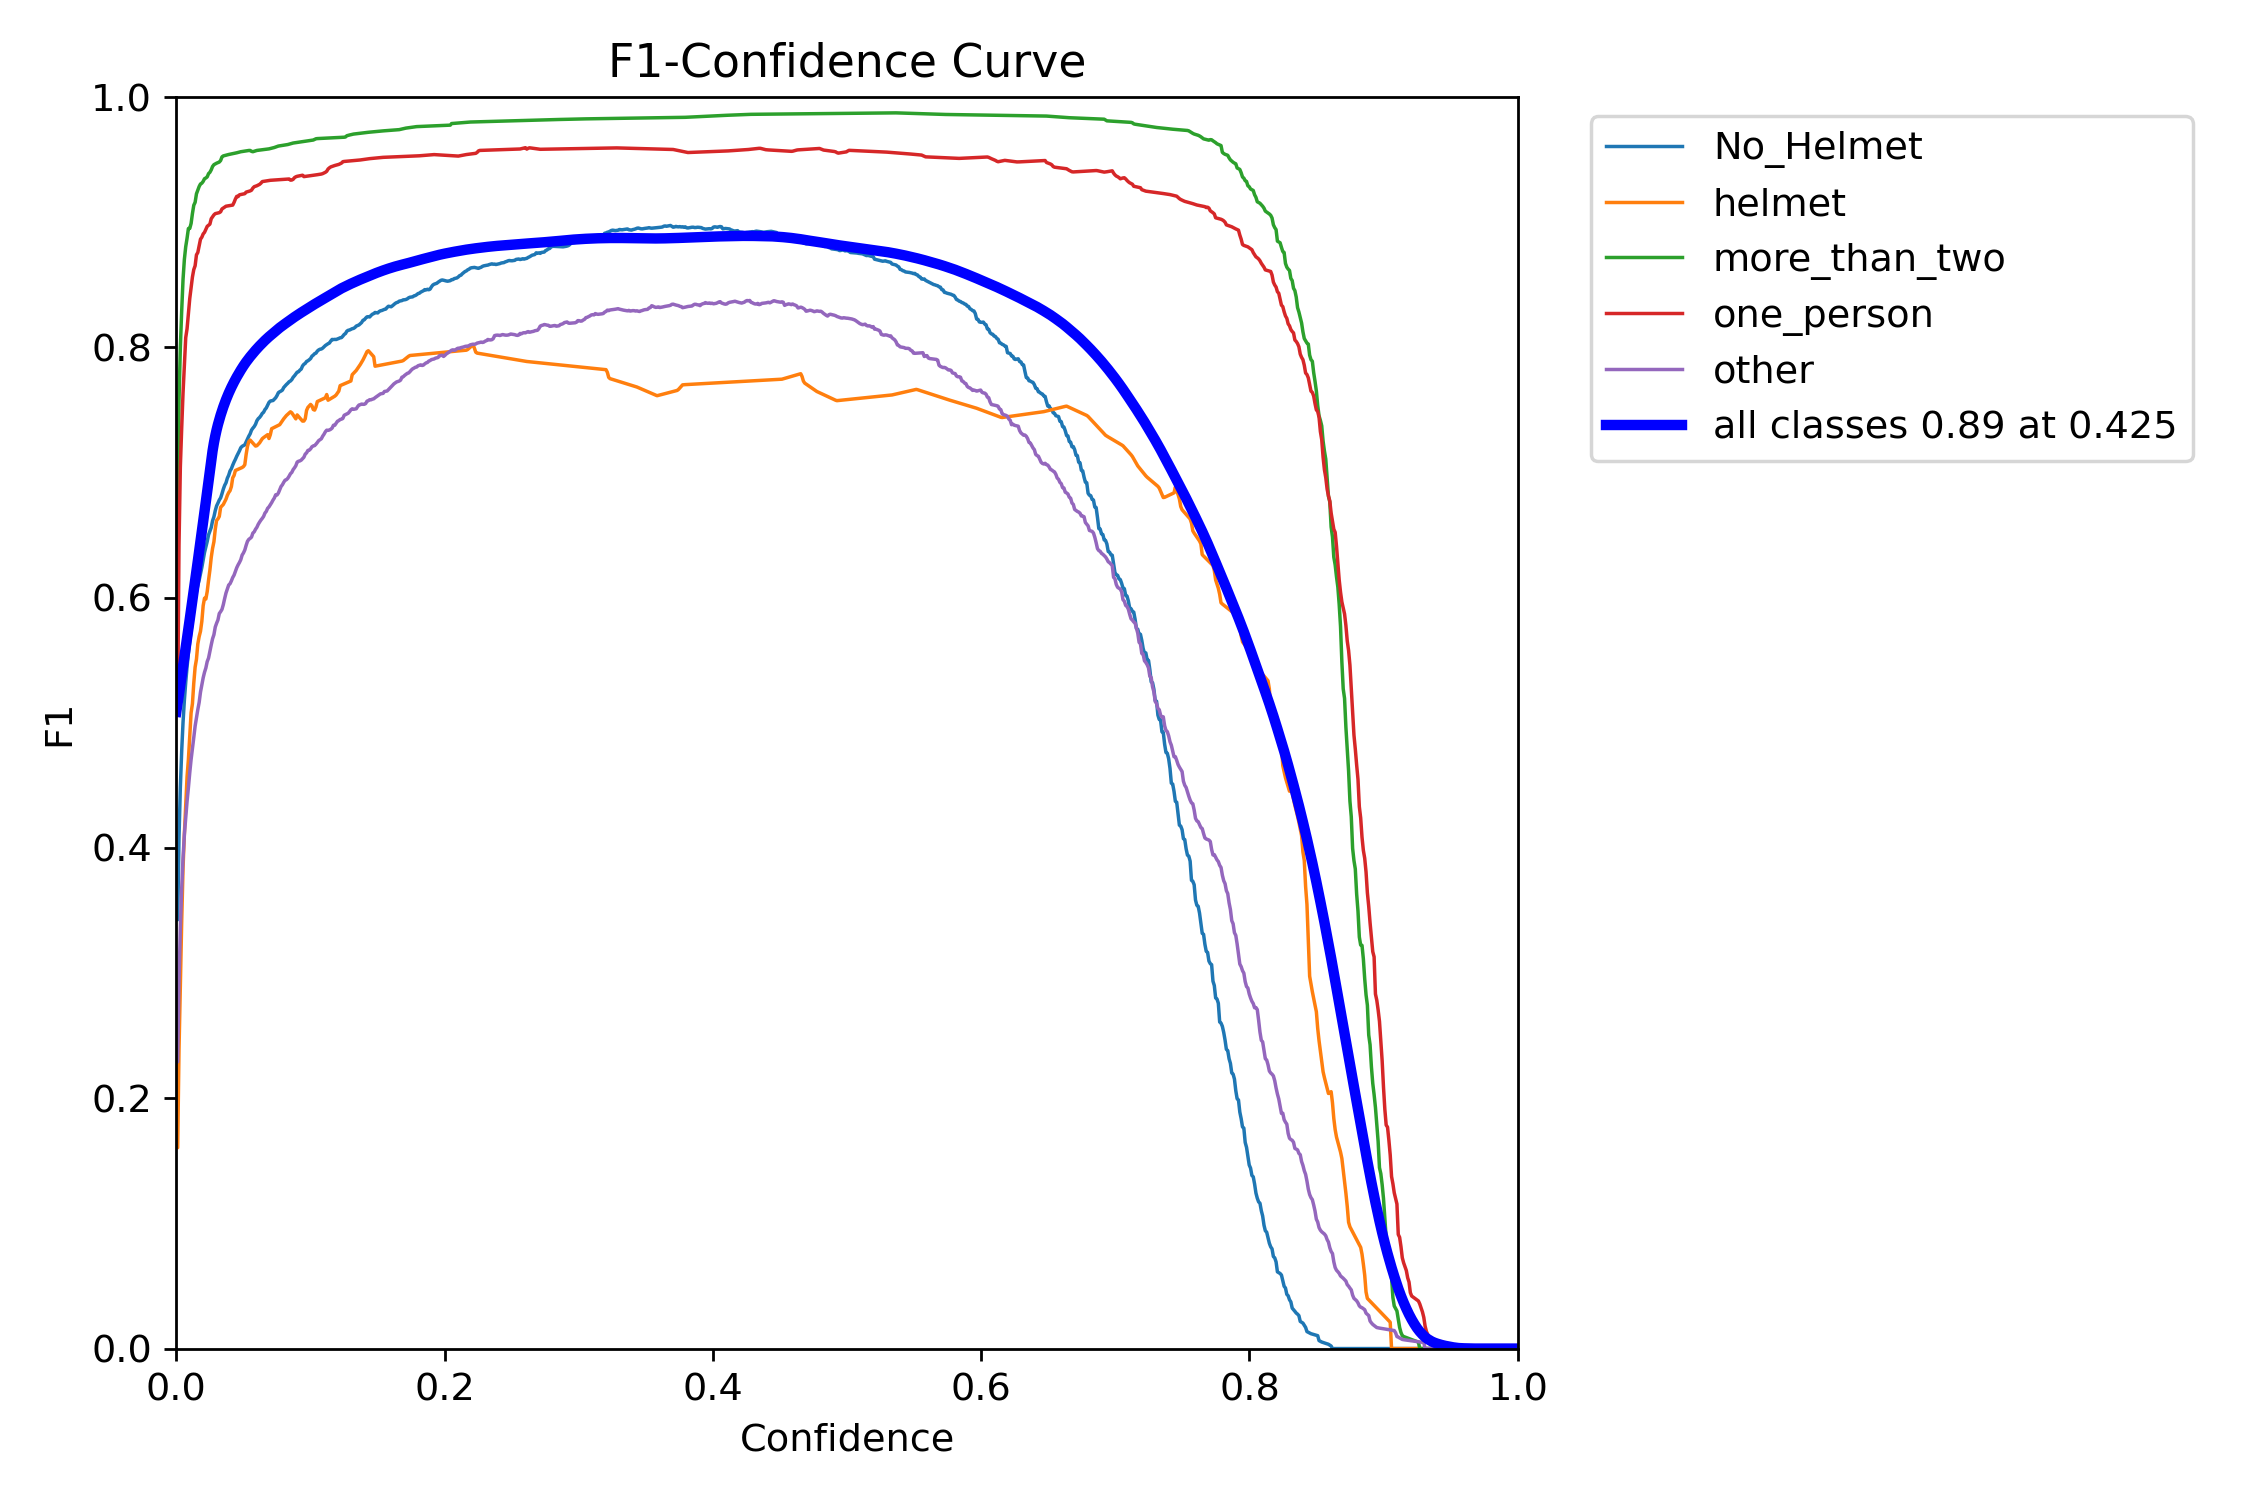 F1-Confidence Curve
1.0
0.8
0.6
0.4
0.2
0.0
F1
0.0 0.2 0.4 0.6 0.8 1.0
Confidence
No_Helmet
helmet
more_than_two
one_person
other
all classes 0.89 at 0.425